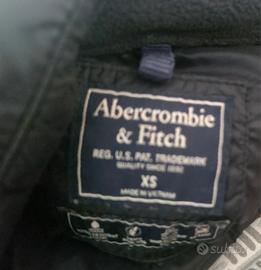 Abercrombie
& Fitch
REG. U.S. PAT. TRADEMARK
QUALITY SINCE 1892
XS
MADE IN VIETNAM
subito